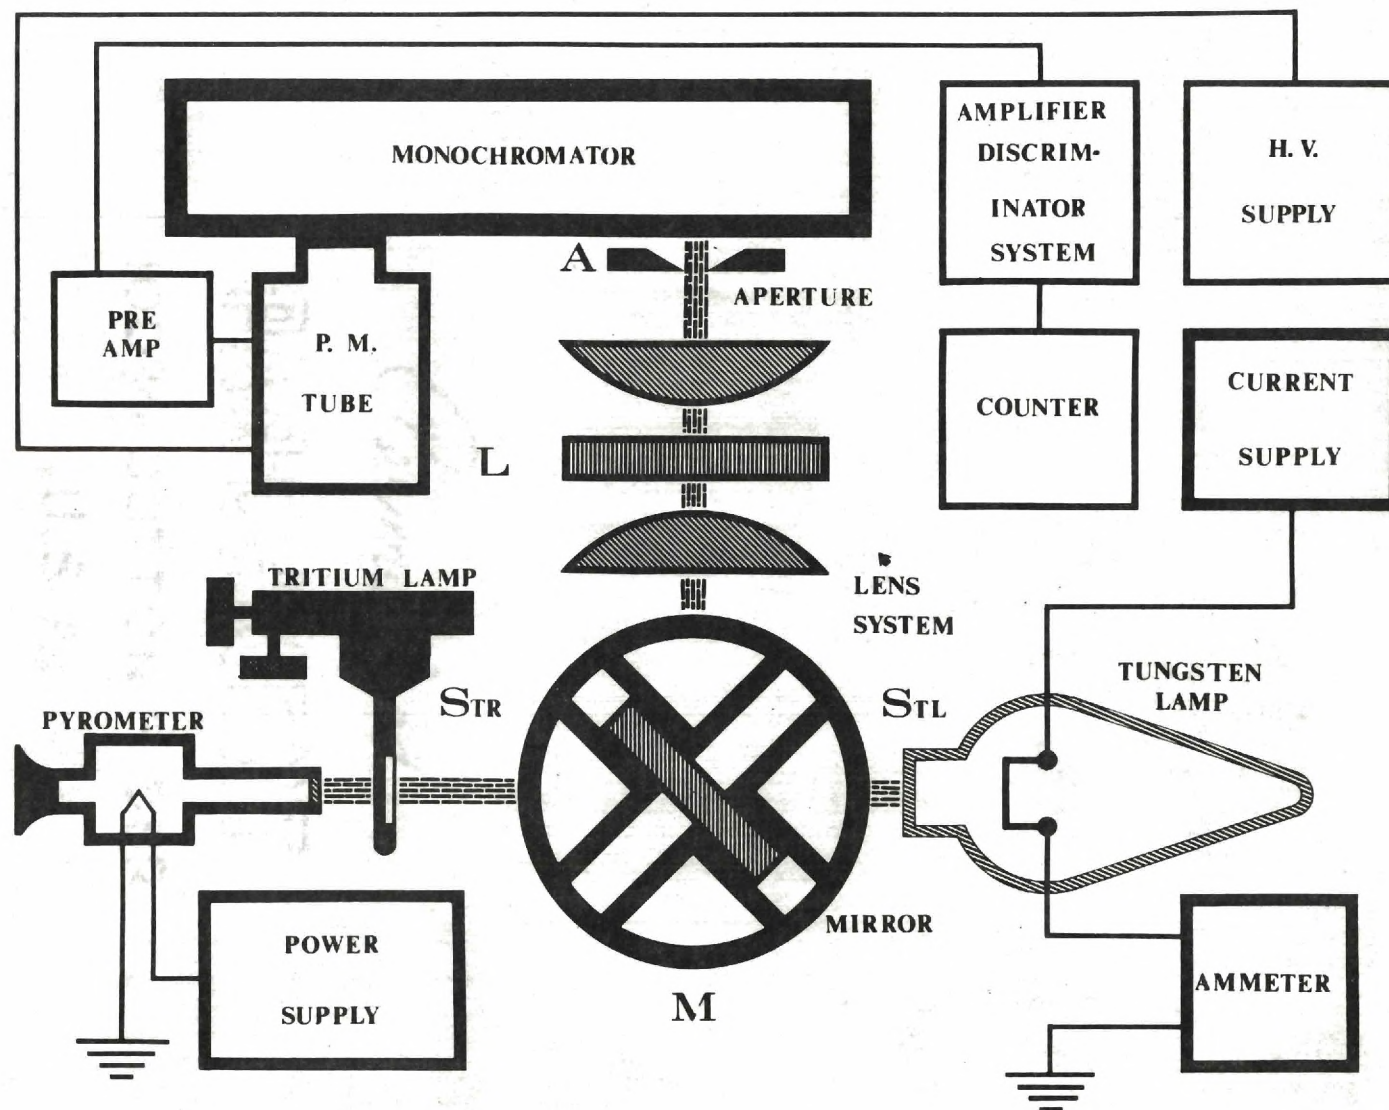 MONOCHROMATOR
AMPLIFIER
DISCRIM-
INATOR
SYSTEM
H. V.
SUPPLY
A
APERTURE
PRE
AMP
P. M.
TUBE
COUNTER
CURRENT
SUPPLY
L
TRITIUM LAMP
LENS
SYSTEM
STR
STL
TUNGSTEN
LAMP
PYROMETER
MIRROR
POWER
SUPPLY
M
AMMETER